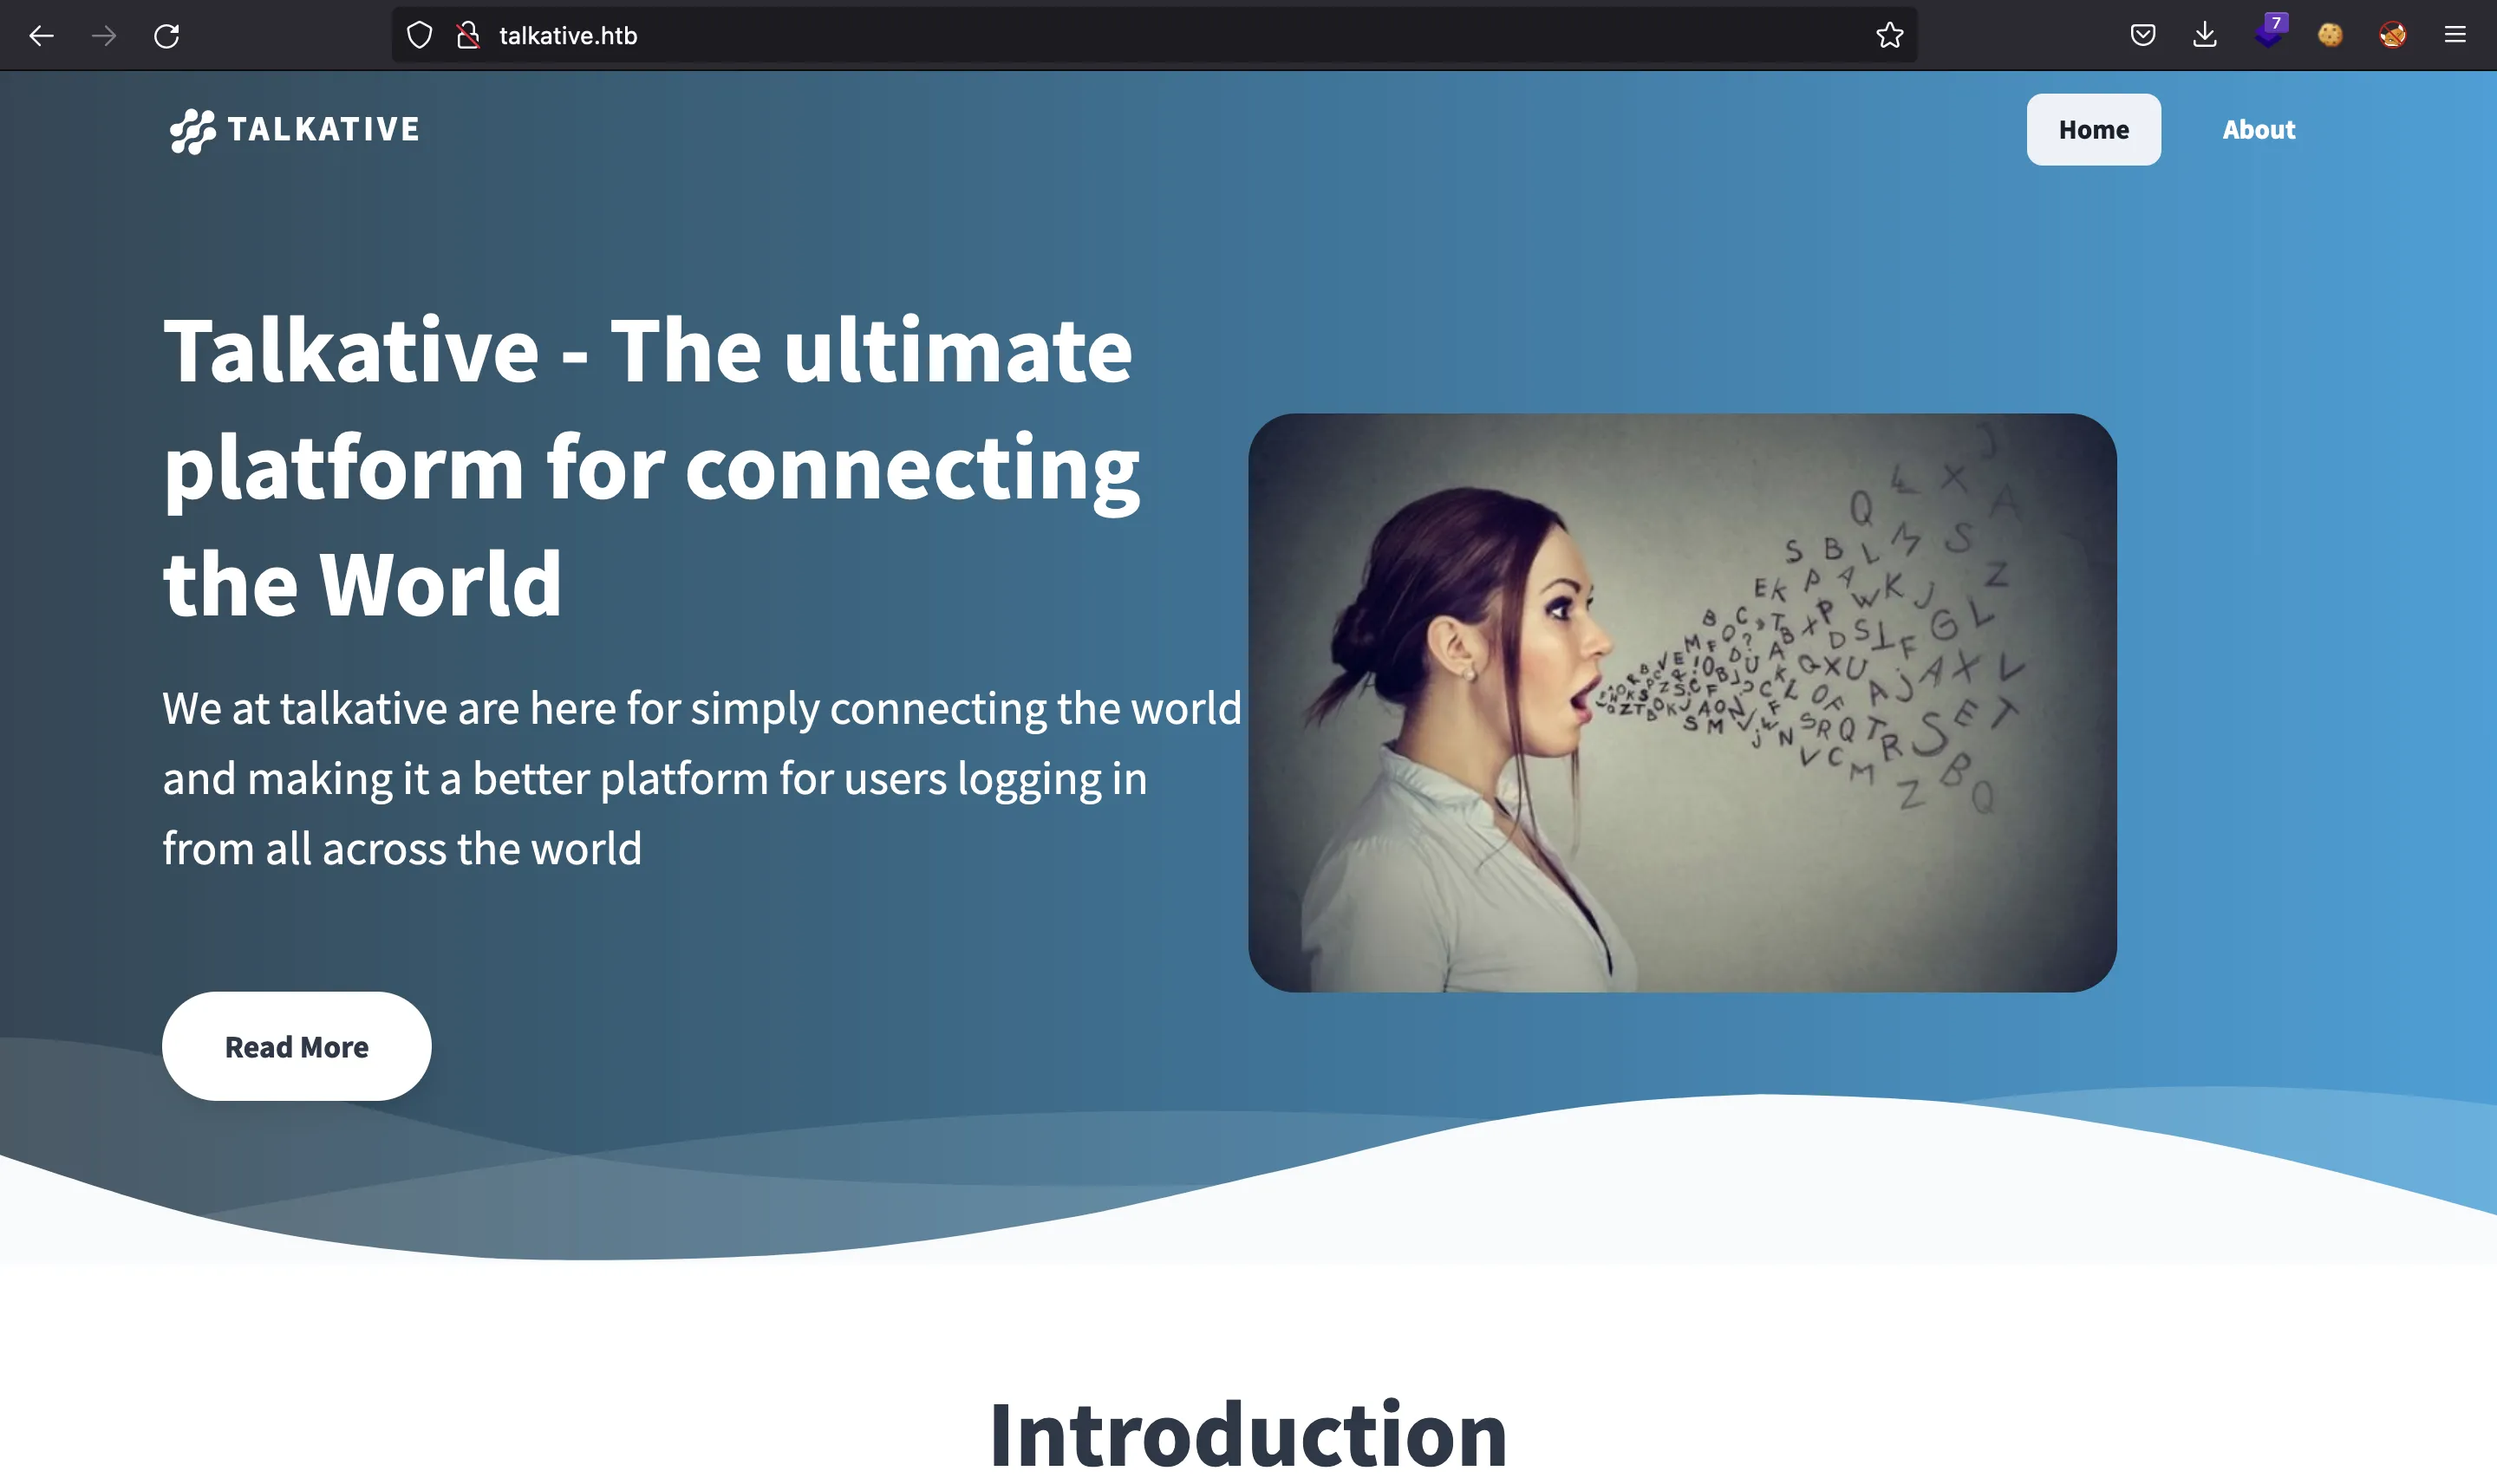 7
talkative.htb
TALKATIVE
Home
About
Talkative - The ultimate
platform for connecting
the World
We at talkative are here for simply connecting the world
and making it a better platform for users logging in
from all across the world
Read More
Introduction